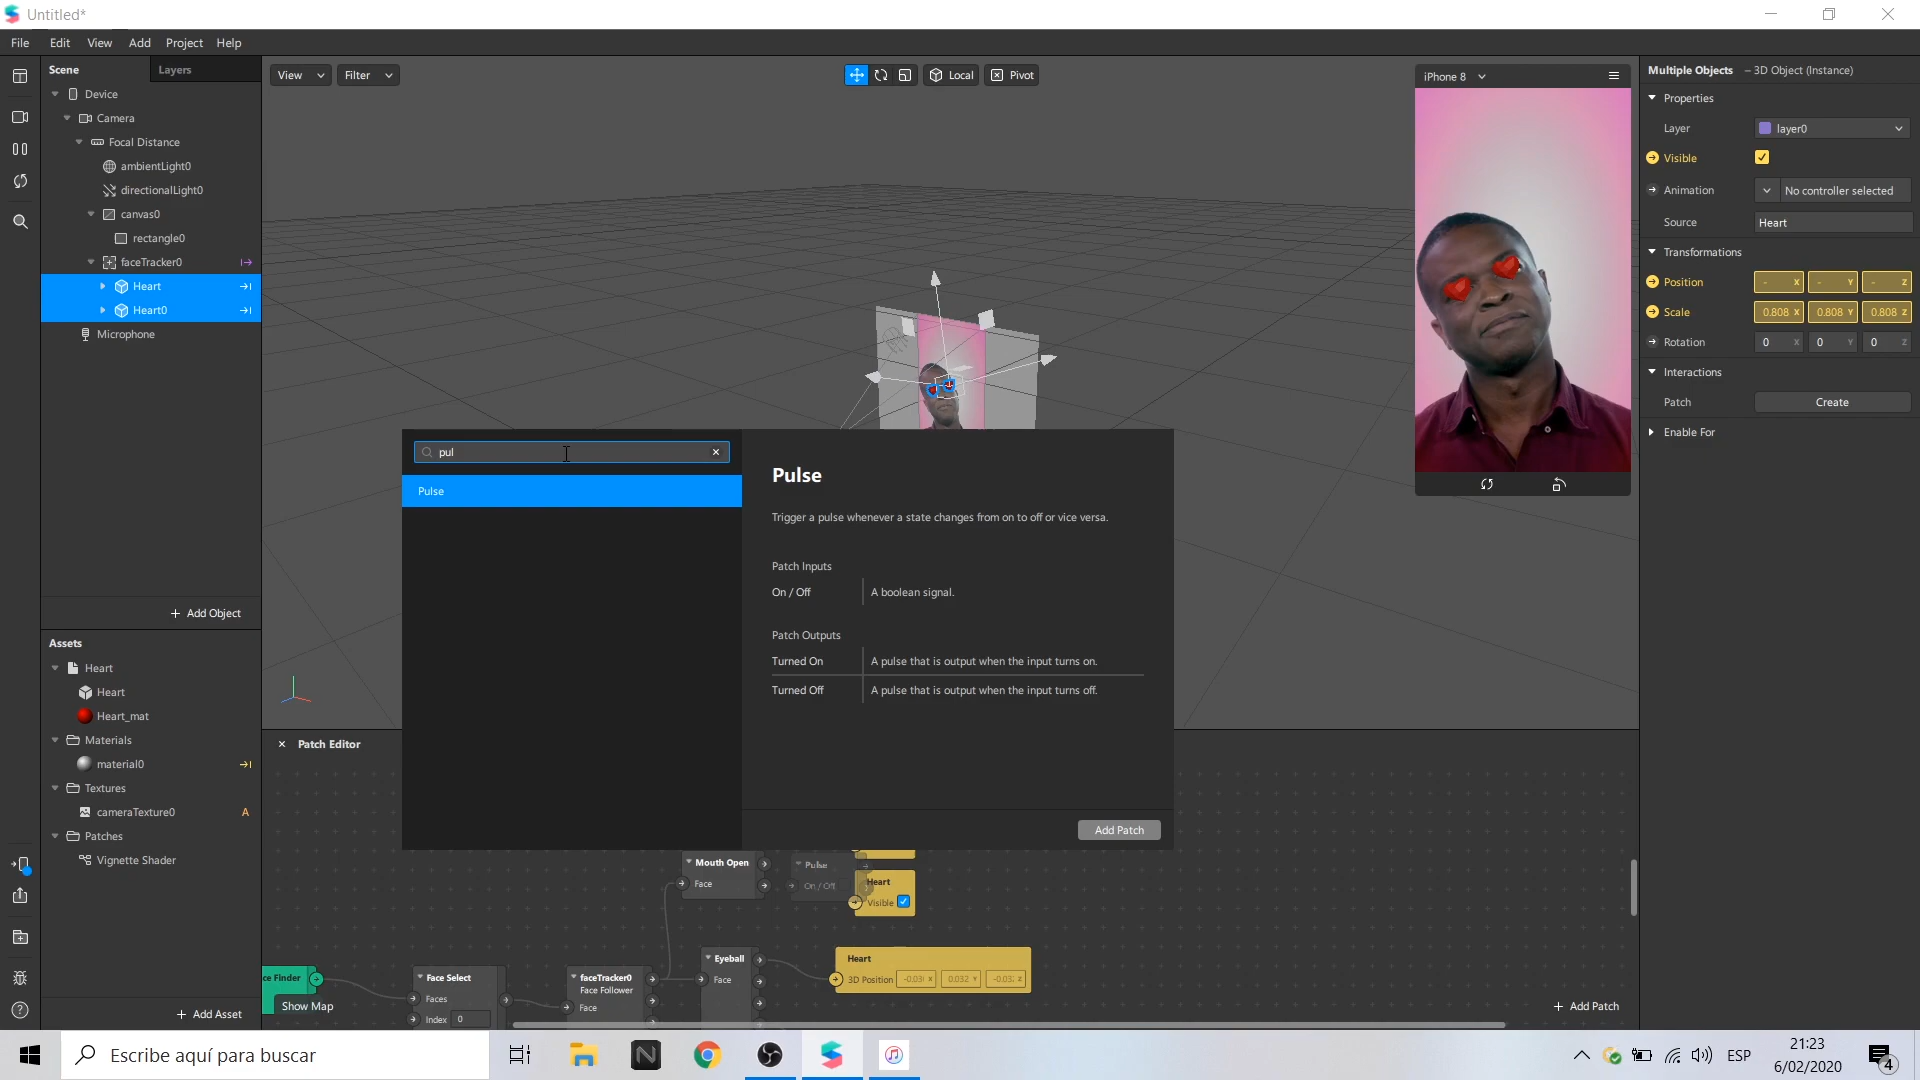 Untitled*
File Edit View Add Project Help
Scene Layers
Device
Camera
Focal Distance
ambientLight0
directionalLight0
canvas0
rectangle0
faceTracker0
Heart
Heart0
Microphone
+ Add Object
Assets
Heart
Heart
Heart_mat
Materials
material0
Textures
cameraTexture0 A
Patches
Vignette Shader
+ Add Asset
View Filter
Local Pivot
iPhone 8
pul
Pulse
Pulse
Trigger a pulse whenever a state changes from on to off or vice versa.
Patch Inputs
On / Off A boolean signal.
Patch Outputs
Turned On A pulse that is output when the input turns on.
Turned Off A pulse that is output when the input turns off.
Add Patch
Patch Editor
Mouth Open
Face
Pulse
On / Off
Heart
Visible
Eyeball
Face
Heart
3D Position 0.032 Y
ce Finder
Show Map
Face Select
Faces
Index 0
faceTracker0
Face Follower
Face
+ Add Patch
Multiple Objects – 3D Object (Instance)
Properties
Layer layer0
Visible
Animation No controller selected
Source Heart
Transformations
Position - X - Y - Z
Scale 0.808 X 0.808 Y 0.808 Z
Rotation 0 X 0 Y 0 Z
Interactions
Patch Create
Enable For
Escribe aquí para buscar
ESP
21:23
6/02/2020
4